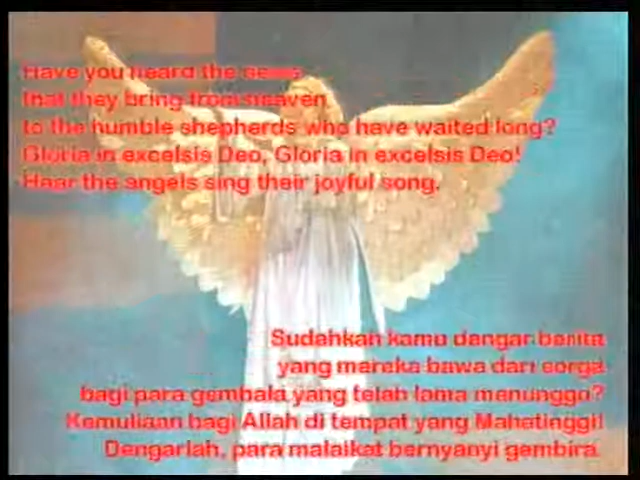 Have you heard the news
that they bring from heaven
to the humble shepherds who have waited long?
Gloria in excelsis Deo, Gloria in excelsis Deo!
Haar the angels sing their joyful song.
Sudahkah kamu dengar berita
yang mereka bawa dari sorga
bagi para gembala yang telah lama menunggu?
Kemuliaan bagi Allah di tempat yang Mahatinggi!
Dengarlah, para malaikat bernyanyi gembira.